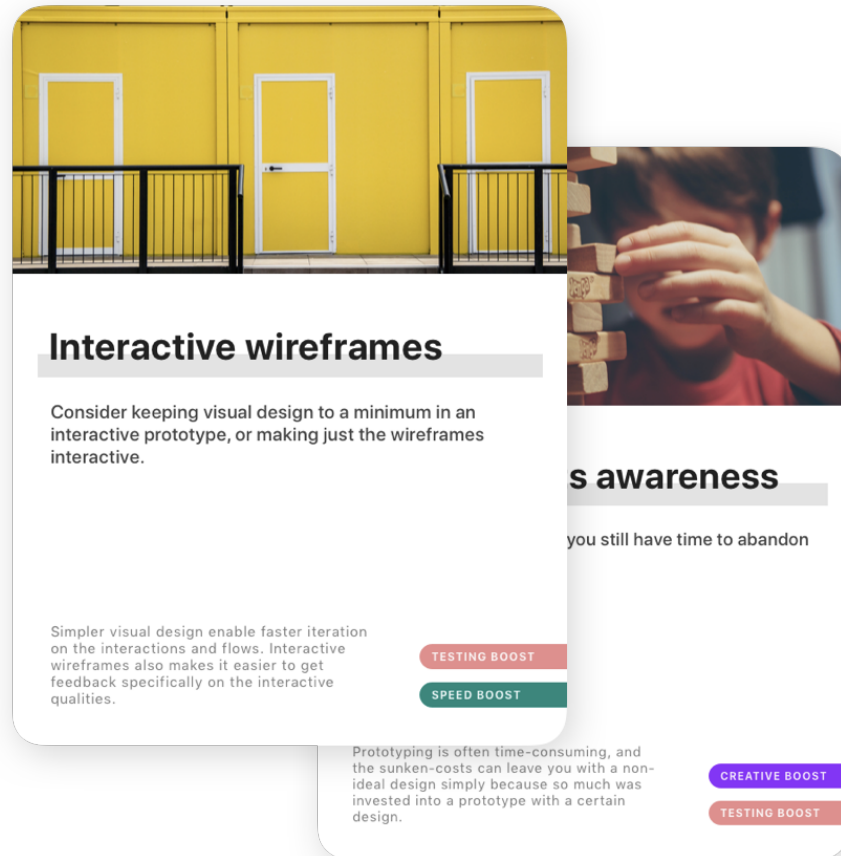 Interactive wireframes
Consider keeping visual design to a minimum in an
interactive prototype, or making just the wireframes
interactive.
Simpler visual design enable faster iteration
on the interactions and flows. Interactive
wireframes also makes it easier to get
feedback specifically on the interactive
qualities.
TESTING BOOST
SPEED BOOST
s awareness
you still have time to abandon
Prototyping is often time-consuming, and
the sunken-costs can leave you with a non-
ideal design simply because so much was
invested into a prototype with a certain
design.
CREATIVE BOOST
TESTING BOOST